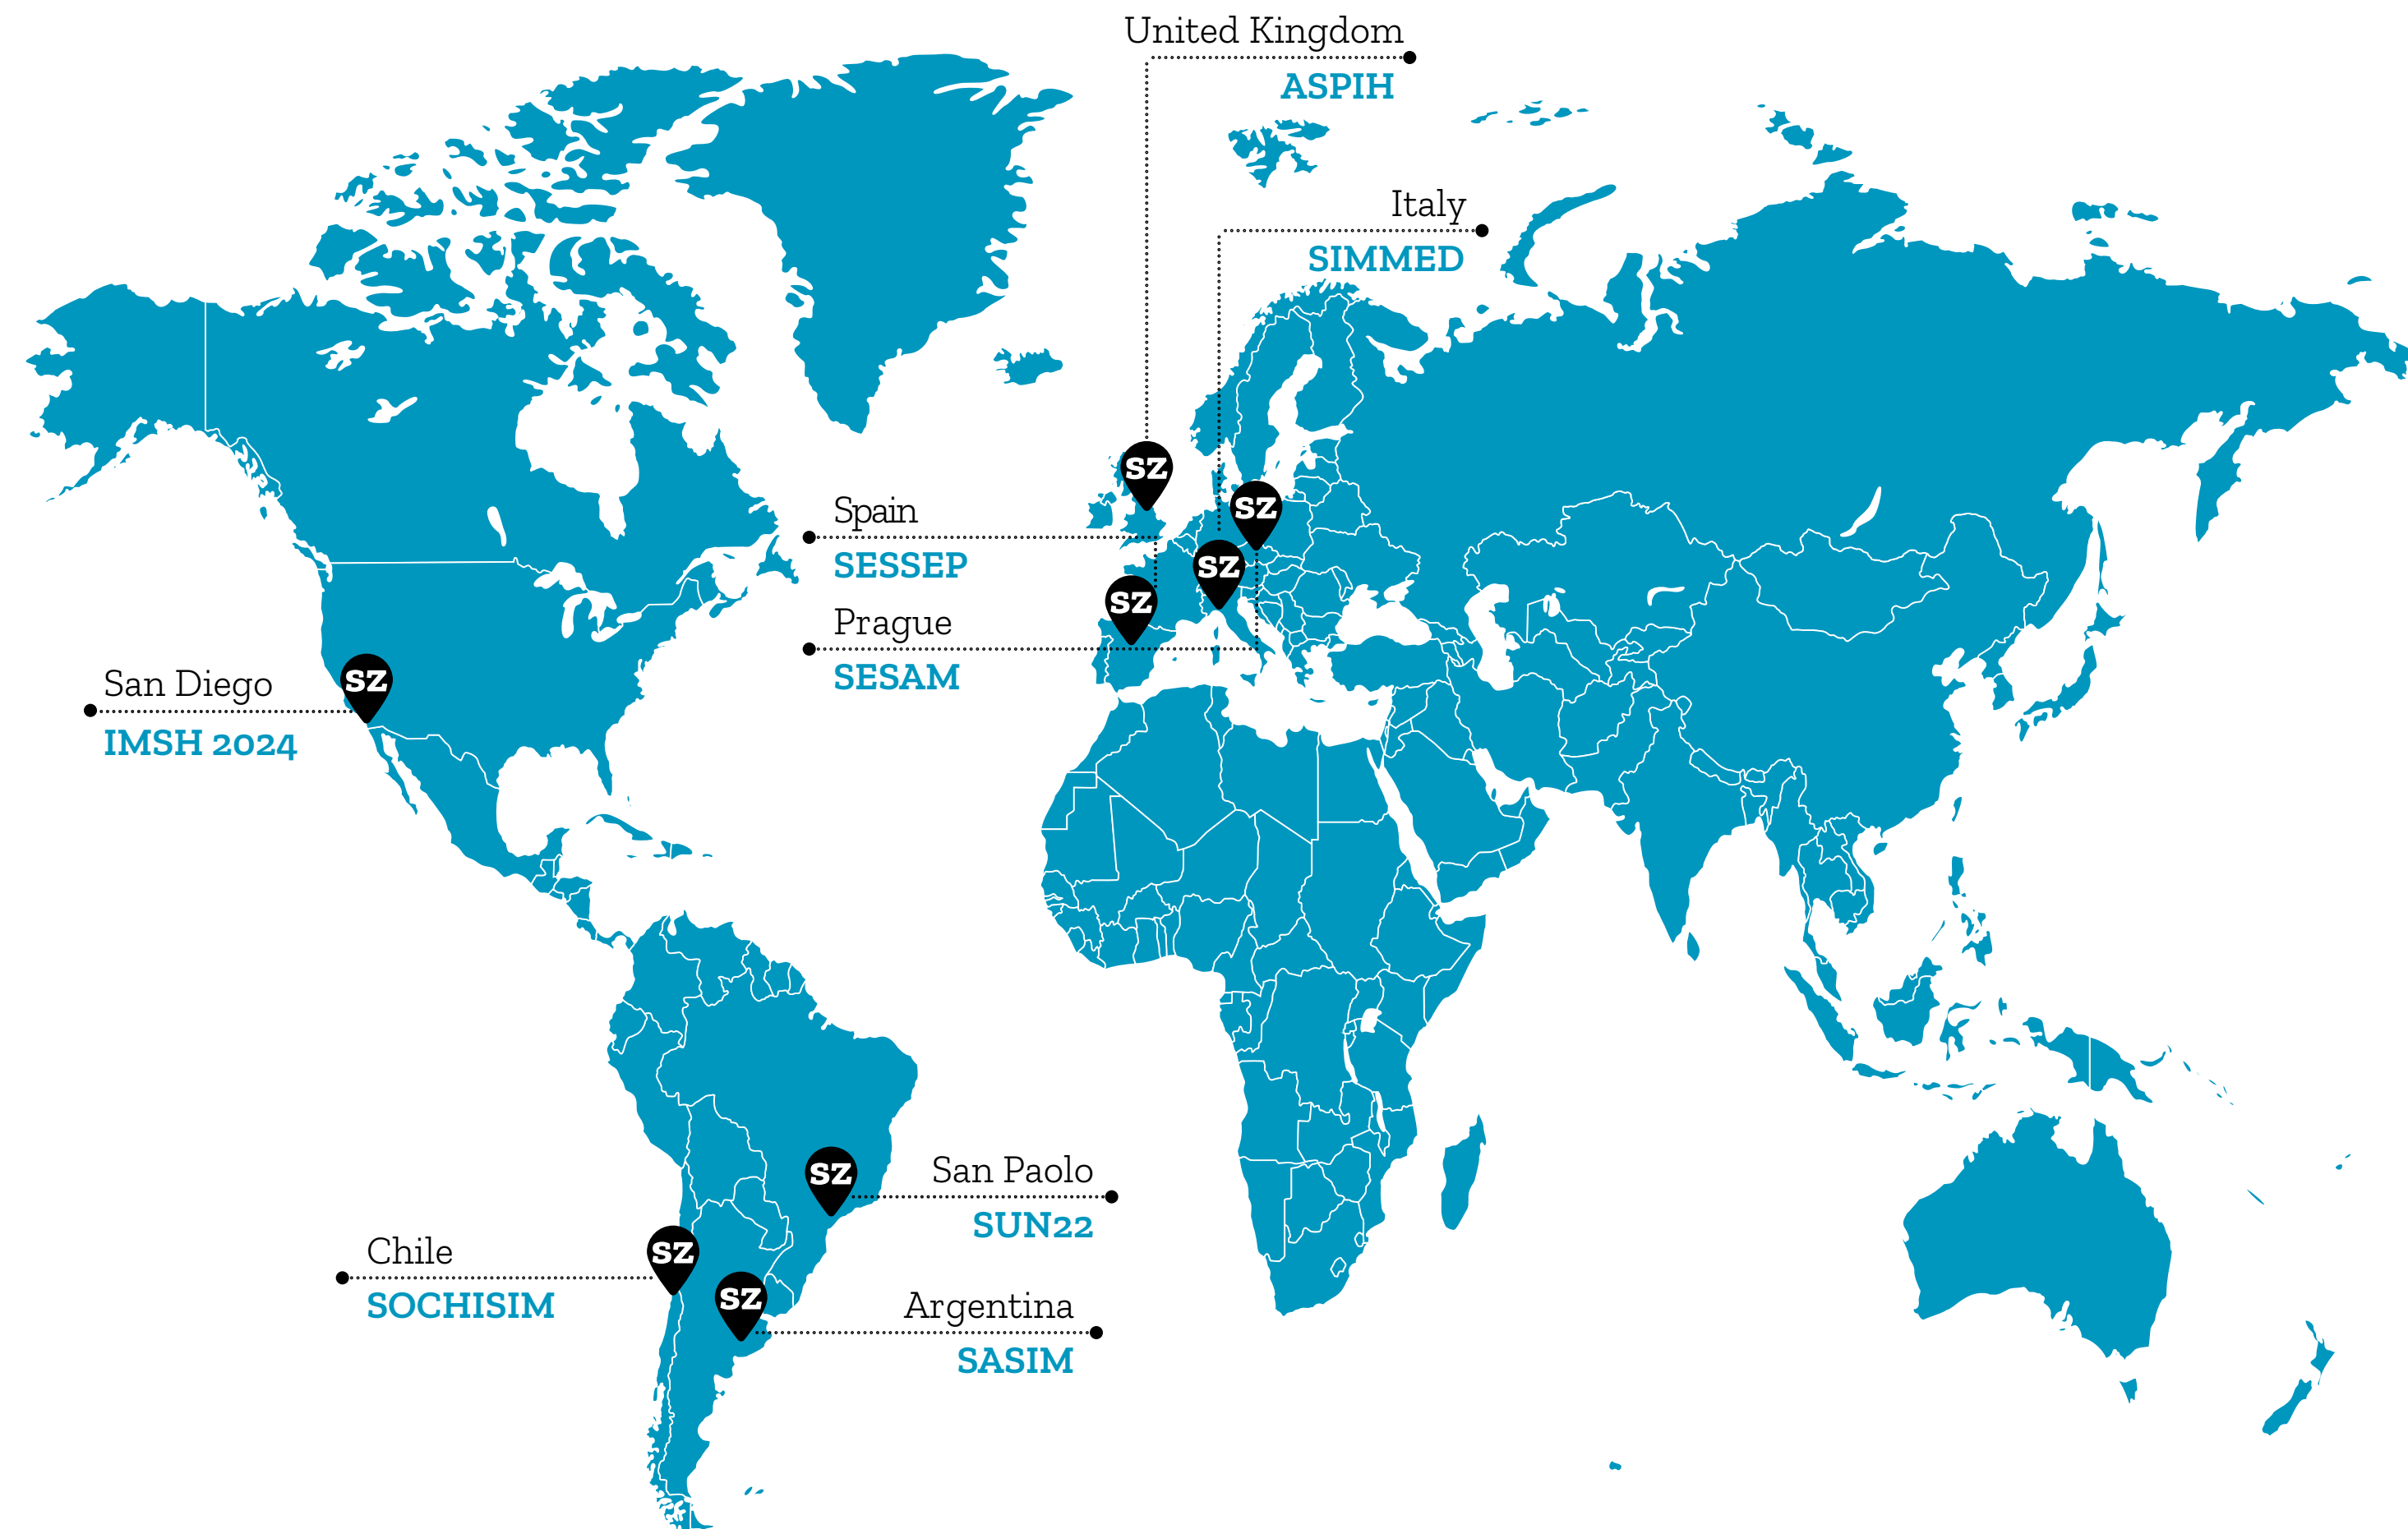 United Kingdom
ASPIH
Italy
SIMMED
SZ
SZ
Spain
SESSEP
SZ
SZ
Prague
SESAM
San Diego
SZ
IMSH 2024
SZ
San Paolo
SUN22
Chile
SZ
SOCHISIM
SZ
Argentina
SASIM